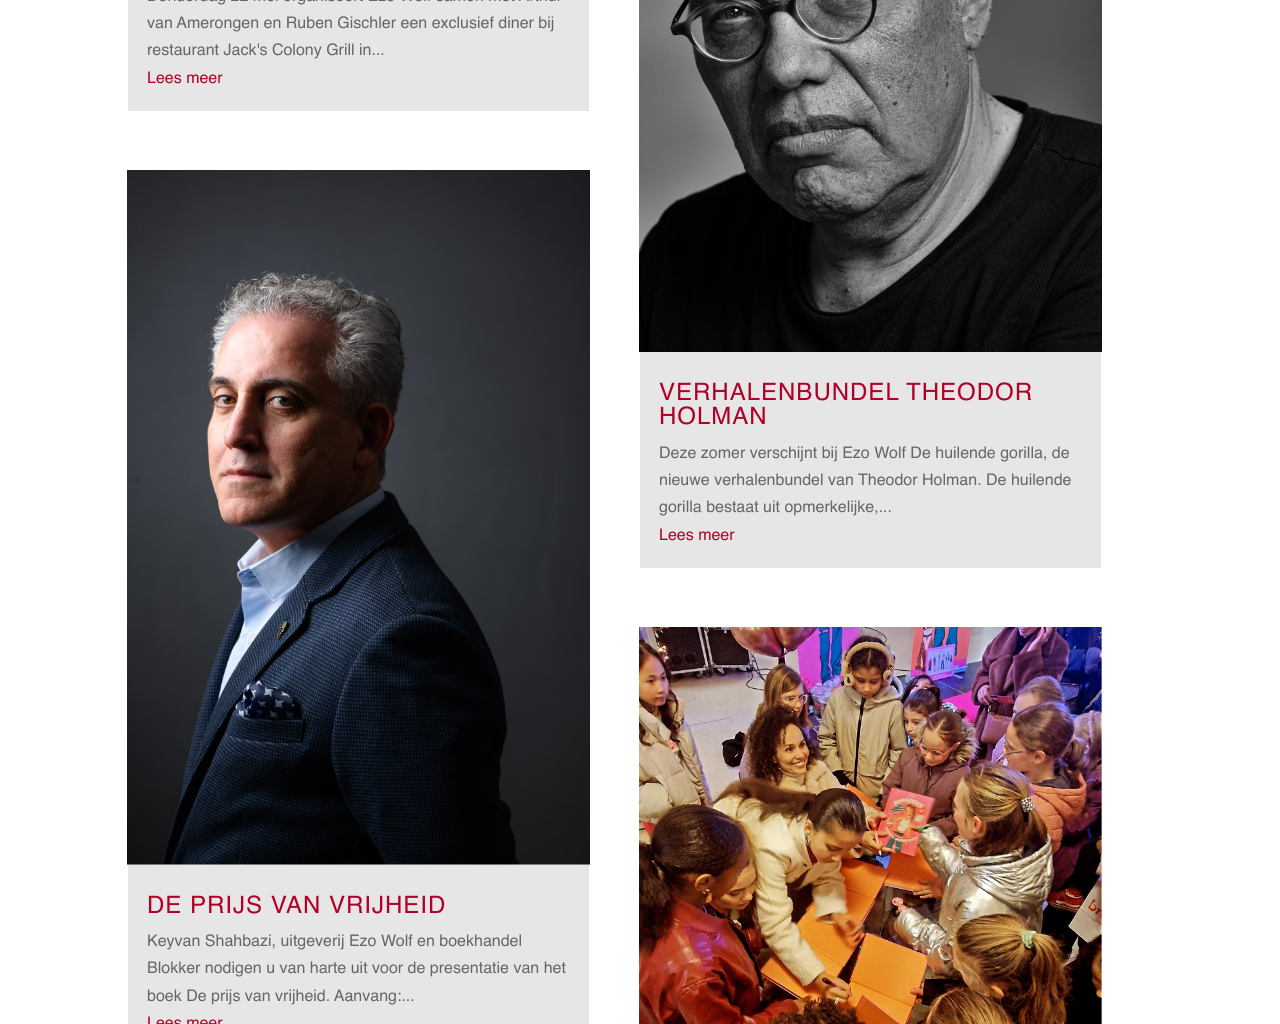 van Amerongen en Ruben Gischler een exclusief diner bij
restaurant Jack's Colony Grill in...
Lees meer
DE PRIJS VAN VRIJHEID
Keyvan Shahbazi, uitgeverij Ezo Wolf en boekhandel
Blokker nodigen u van harte uit voor de presentatie van het
boek De prijs van vrijheid. Aanvang:...
Lees meer
VERHALENBUNDEL THEODOR
HOLMAN
Deze zomer verschijnt bij Ezo Wolf De huilende gorilla, de
nieuwe verhalenbundel van Theodor Holman. De huilende
gorilla bestaat uit opmerkelijke,...
Lees meer